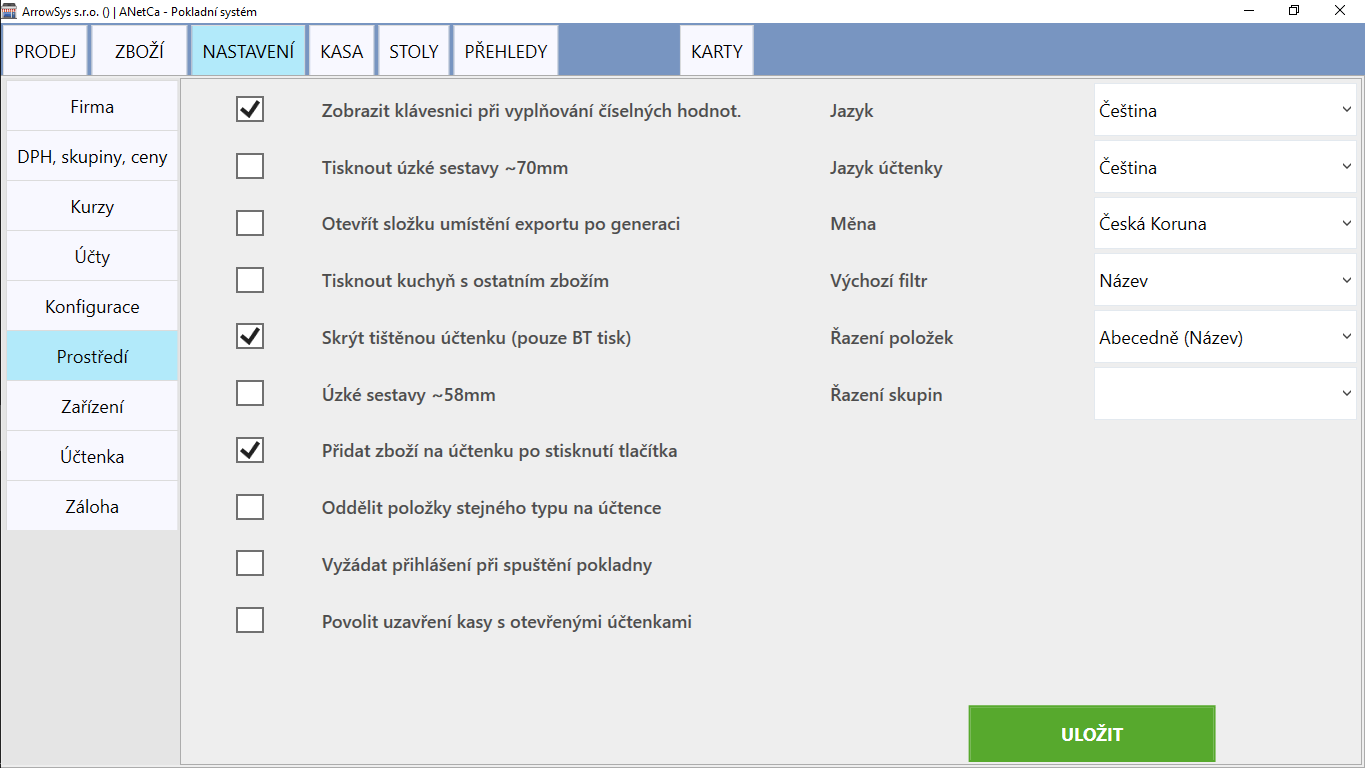 ArrowSys s.r.o. () | ANetCa - Pokladní systém
PRODEJ ZBOŽÍ NASTAVENÍ KASA STOLY PŘEHLEDY KARTY
Firma
DPH, skupiny, ceny
Kurzy
Účty
Konfigurace
Prostředí
Zařízení
Účtenka
Záloha
Zobrazit klávesnici při vyplňování číselných hodnot.
Tisknout úzké sestavy ~70mm
Otevřít složku umístění exportu po generaci
Tisknout kuchyň s ostatním zbožím
Skrýt tištěnou účtenku (pouze BT tisk)
Úzké sestavy ~58mm
Přidat zboží na účtenku po stisknutí tlačítka
Oddělit položky stejného typu na účtence
Vyžádat přihlášení při spuštění pokladny
Povolit uzavření kasy s otevřenými účtenkami
Jazyk Čeština
Jazyk účtenky Čeština
Měna Česká Koruna
Výchozí filtr Název
Řazení položek Abecedně (Název)
Řazení skupin
ULOŽIT